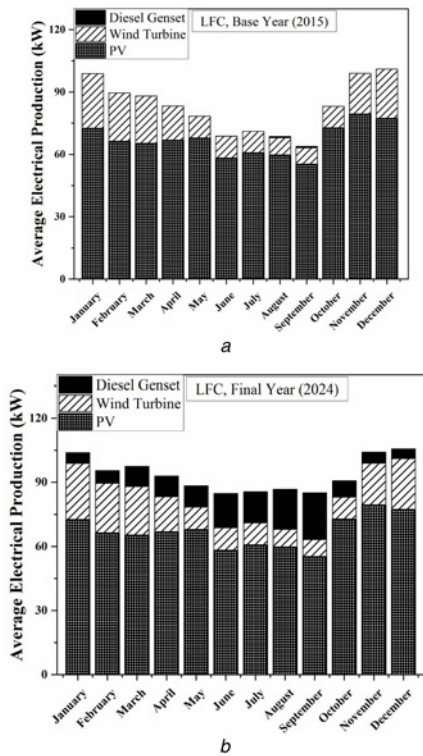 Diesel Genset
Wind Turbine
PV
LFC, Base Year (2015)
Average Electrical Production (kW)
120
90
60
30
0
January
February
March
April
May
June
July
August
September
October
November
December
a
Diesel Genset
Wind Turbine
PV
LFC, Final Year (2024)
Average Electrical Production (kW)
120
90
60
30
0
January
February
March
April
May
June
July
August
September
October
November
December
b